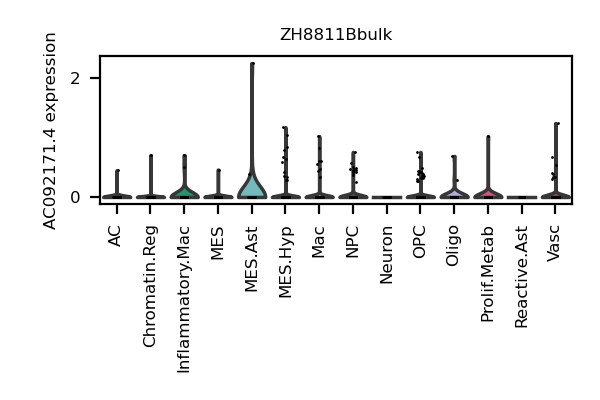 ZH8811Bbulk
AC092171.4 expression
2
0
AC
Chromatin.Reg
Inflammatory.Mac
MES
MES.Ast
MES.Hyp
Mac
NPC
Neuron
OPC
Oligo
Prolif.Metab
Reactive.Ast
Vasc